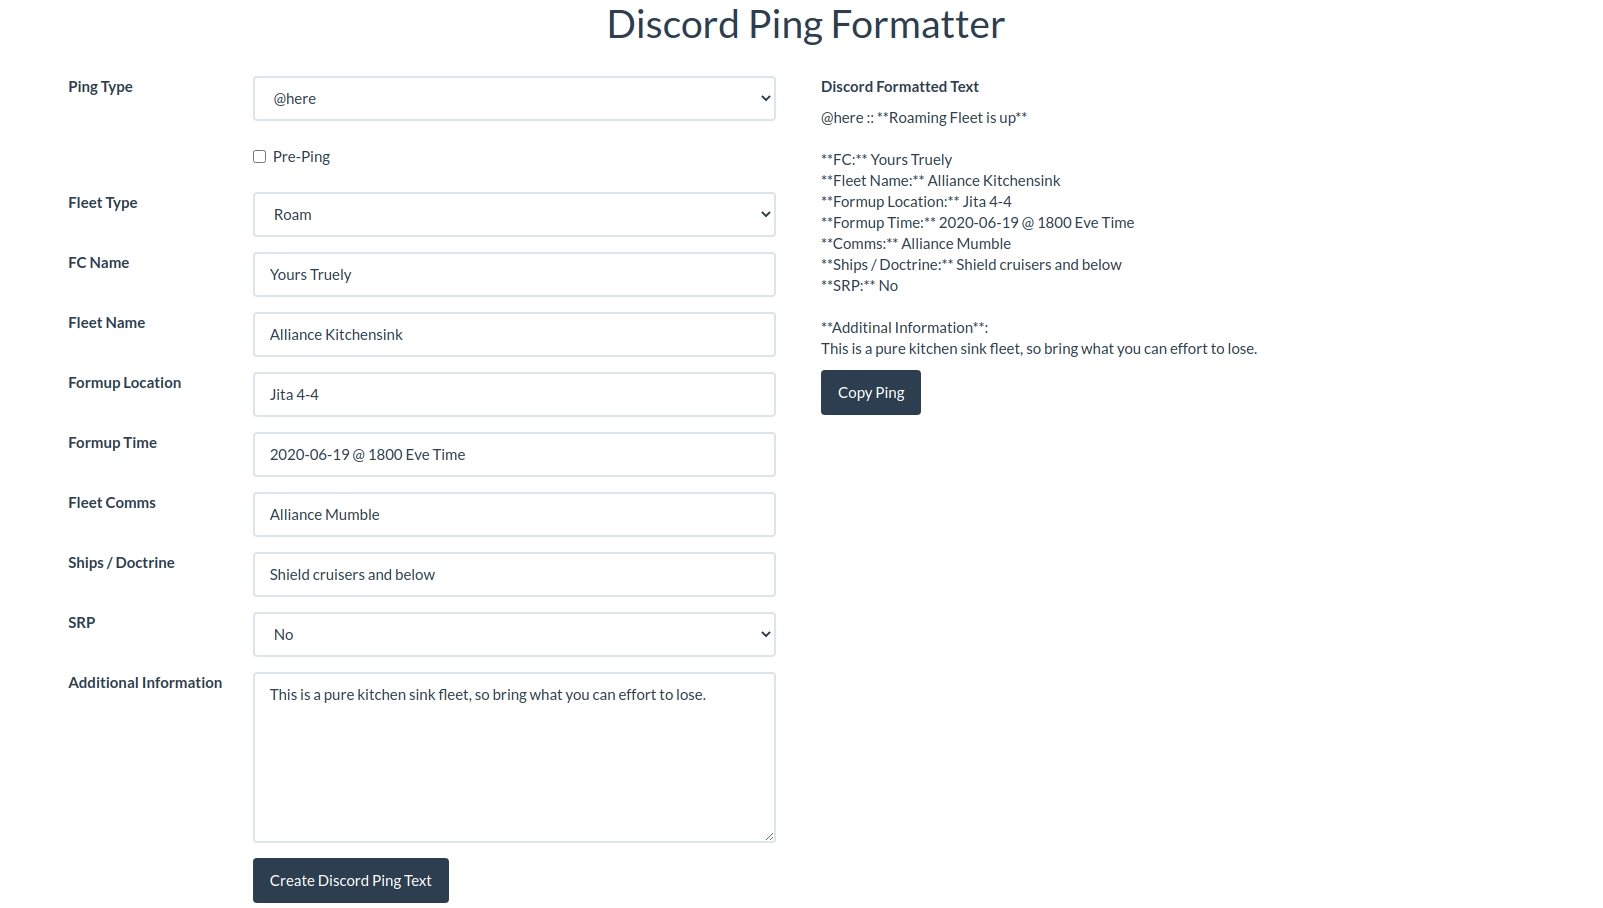 Discord Ping Formatter
Ping Type
@here
Pre-Ping
Fleet Type
Roam
FC Name
Yours Truely
Fleet Name
Alliance Kitchensink
Formup Location
Jita 4-4
Formup Time
2020-06-19 @ 1800 Eve Time
Fleet Comms
Alliance Mumble
Ships / Doctrine
Shield cruisers and below
SRP
No
Additional Information
This is a pure kitchen sink fleet, so bring what you can effort to lose.
Create Discord Ping Text
Discord Formatted Text
@here :: **Roaming Fleet is up**
**FC:** Yours Truely
**Fleet Name:** Alliance Kitchensink
**Formup Location:** Jita 4-4
**Formup Time:** 2020-06-19 @ 1800 Eve Time
**Comms:** Alliance Mumble
**Ships / Doctrine:** Shield cruisers and below
**SRP:** No
**Additinal Information**:
This is a pure kitchen sink fleet, so bring what you can effort to lose.
Copy Ping